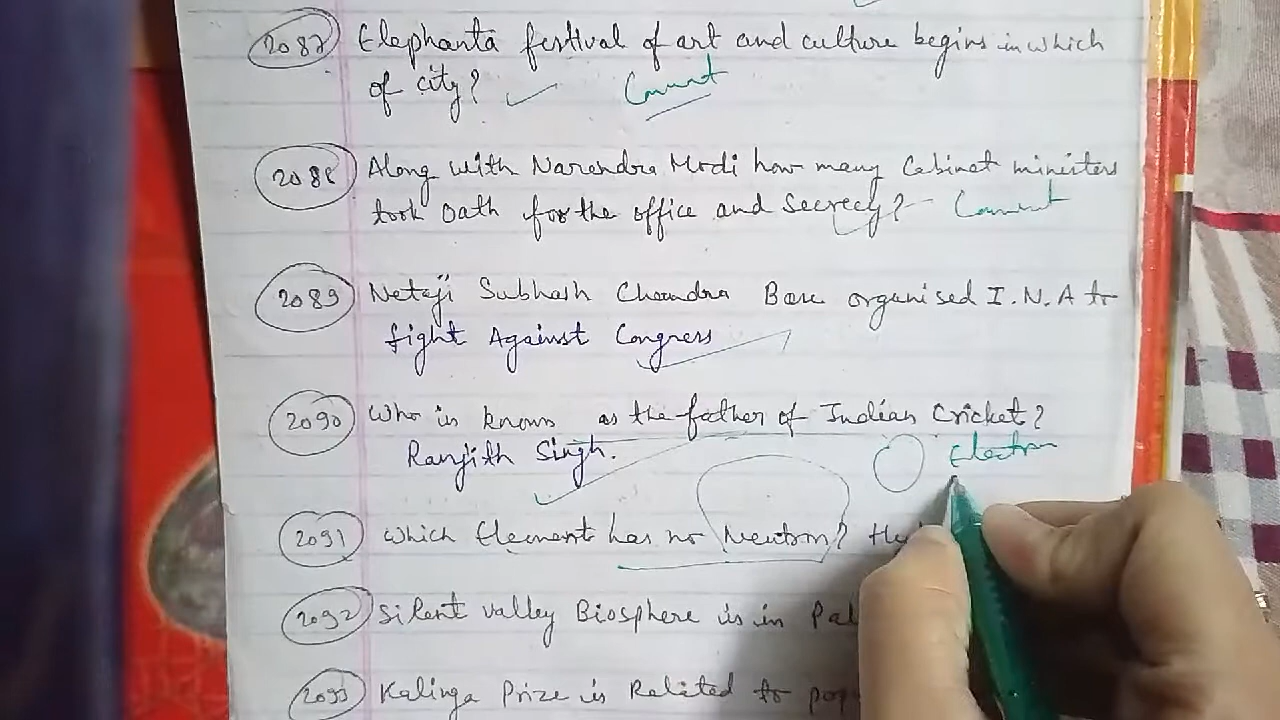 2087 Elephanta festival of art and culture begins in which
of city? Comment
2088 Along with Narendra Modi how many Cabinet ministers
took oath for the office and Secrecy? Comment
2089 Netaji Subhash Chandra Bose organised I.N.A to
fight Against Congress
2090 Who is known as the father of Indian Cricket?
Ranjith Singh.
Electron
2091 Which Element has no Neutron?
2092 Silent valley Biosphere is in
2093 Kalinga Prize is Related to